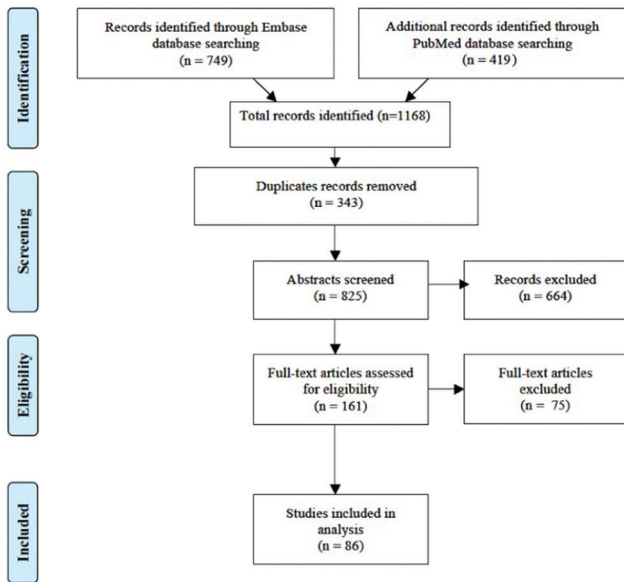 Identification
Records identified through Embase
database searching
(n = 749)
Additional records identified through
PubMed database searching
(n = 419)
Total records identified (n=1168)
Screening
Duplicates records removed
(n = 343)
Abstracts screened
(n = 825)
Records excluded
(n = 664)
Eligibility
Full-text articles assessed
for eligibility
(n = 161)
Full-text articles
excluded
(n = 75)
Included
Studies included in
analysis
(n = 86)